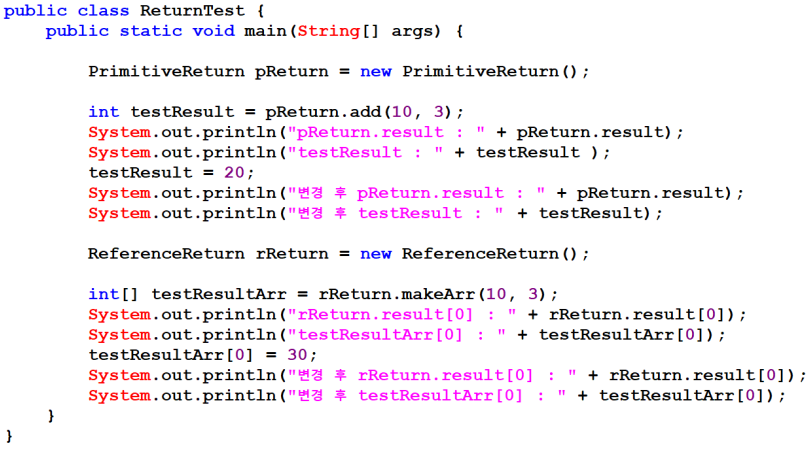 public class ReturnTest {
    public static void main(String[] args) {

        PrimitiveReturn pReturn = new PrimitiveReturn();

        int testResult = pReturn.add(10, 3);
        System.out.println("pReturn.result : " + pReturn.result);
        System.out.println("testResult : " + testResult );
        testResult = 20;
        System.out.println("변경 후 pReturn.result : " + pReturn.result);
        System.out.println("변경 후 testResult : " + testResult);

        ReferenceReturn rReturn = new ReferenceReturn();

        int[] testResultArr = rReturn.makeArr(10, 3);
        System.out.println("rReturn.result[0] : " + rReturn.result[0]);
        System.out.println("testResultArr[0] : " + testResultArr[0]);
        testResultArr[0] = 30;
        System.out.println("변경 후 rReturn.result[0] : " + rReturn.result[0]);
        System.out.println("변경 후 testResultArr[0] : " + testResultArr[0]);
    }
}